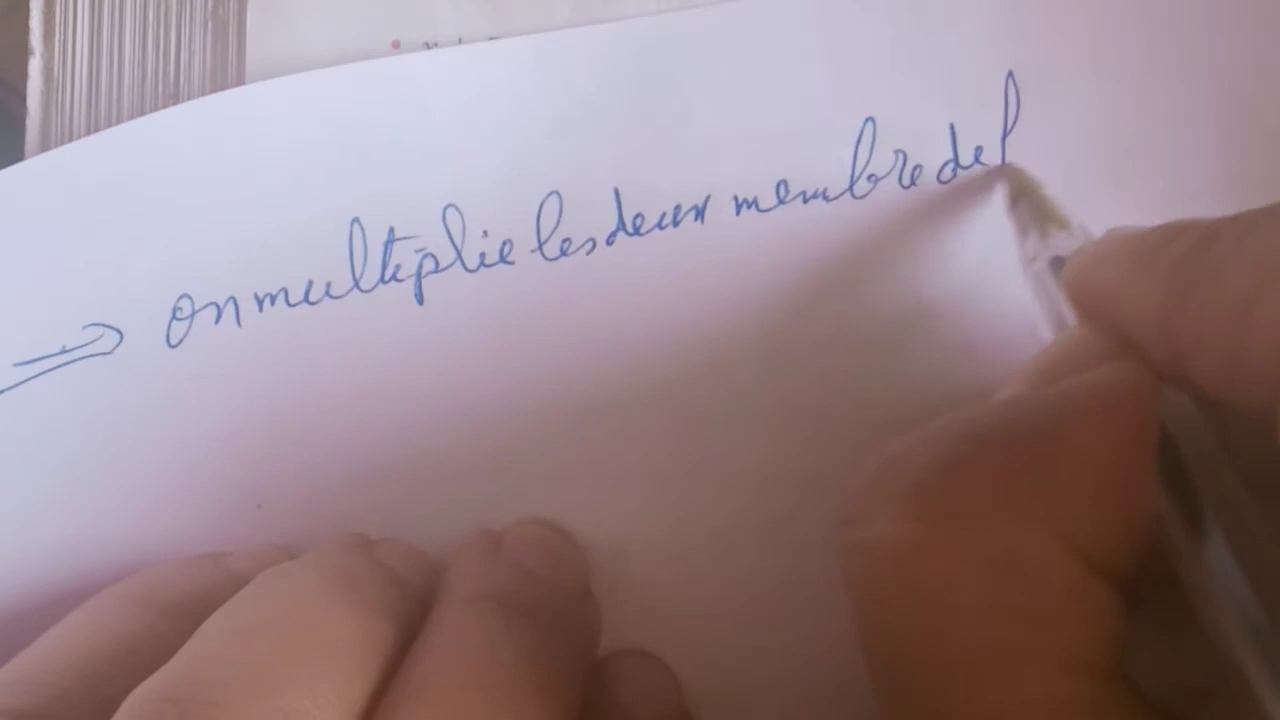 ⇒ on multiplie les deux membre de l